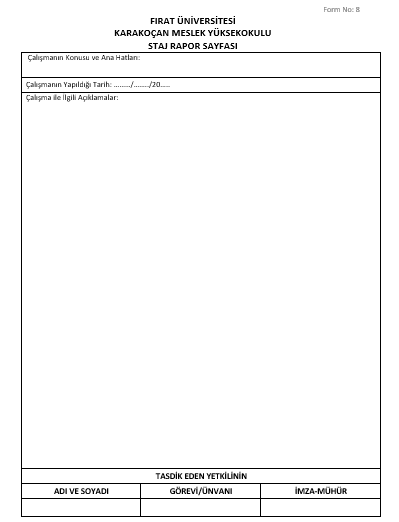 Form No: 8
FIRAT ÜNİVERSİTESİ
KARAKOÇAN MESLEK YÜKSEKOKULU
STAJ RAPOR SAYFASI
Çalışmanın Konusu ve Ana Hatları:
Çalışmanın Yapıldığı Tarih: ………/………/20……
Çalışma ile İlgili Açıklamalar:
TASDİK EDEN YETKİLİNİN
ADI VE SOYADI GÖREVİ/ÜNVANI İMZA-MÜHÜR